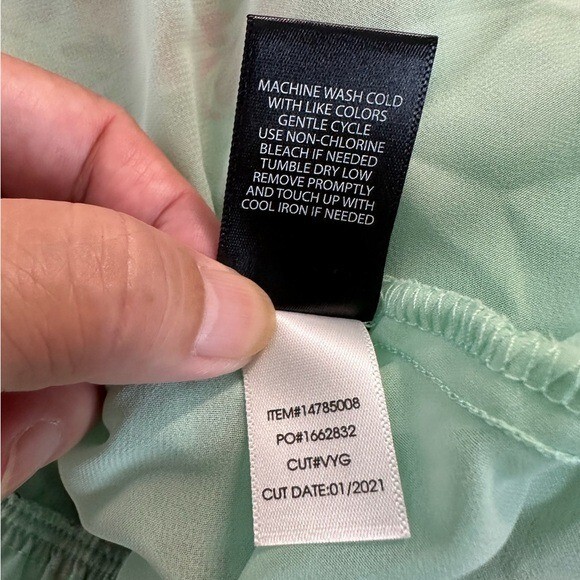 MACHINE WASH COLD
WITH LIKE COLORS
GENTLE CYCLE
USE NON-CHLORINE
BLEACH IF NEEDED
TUMBLE DRY LOW
REMOVE PROMPTLY
AND TOUCH UP WITH
COOL IRON IF NEEDED
ITEM#14785008
PO#1662832
CUT#VYG
CUT DATE:01/2021